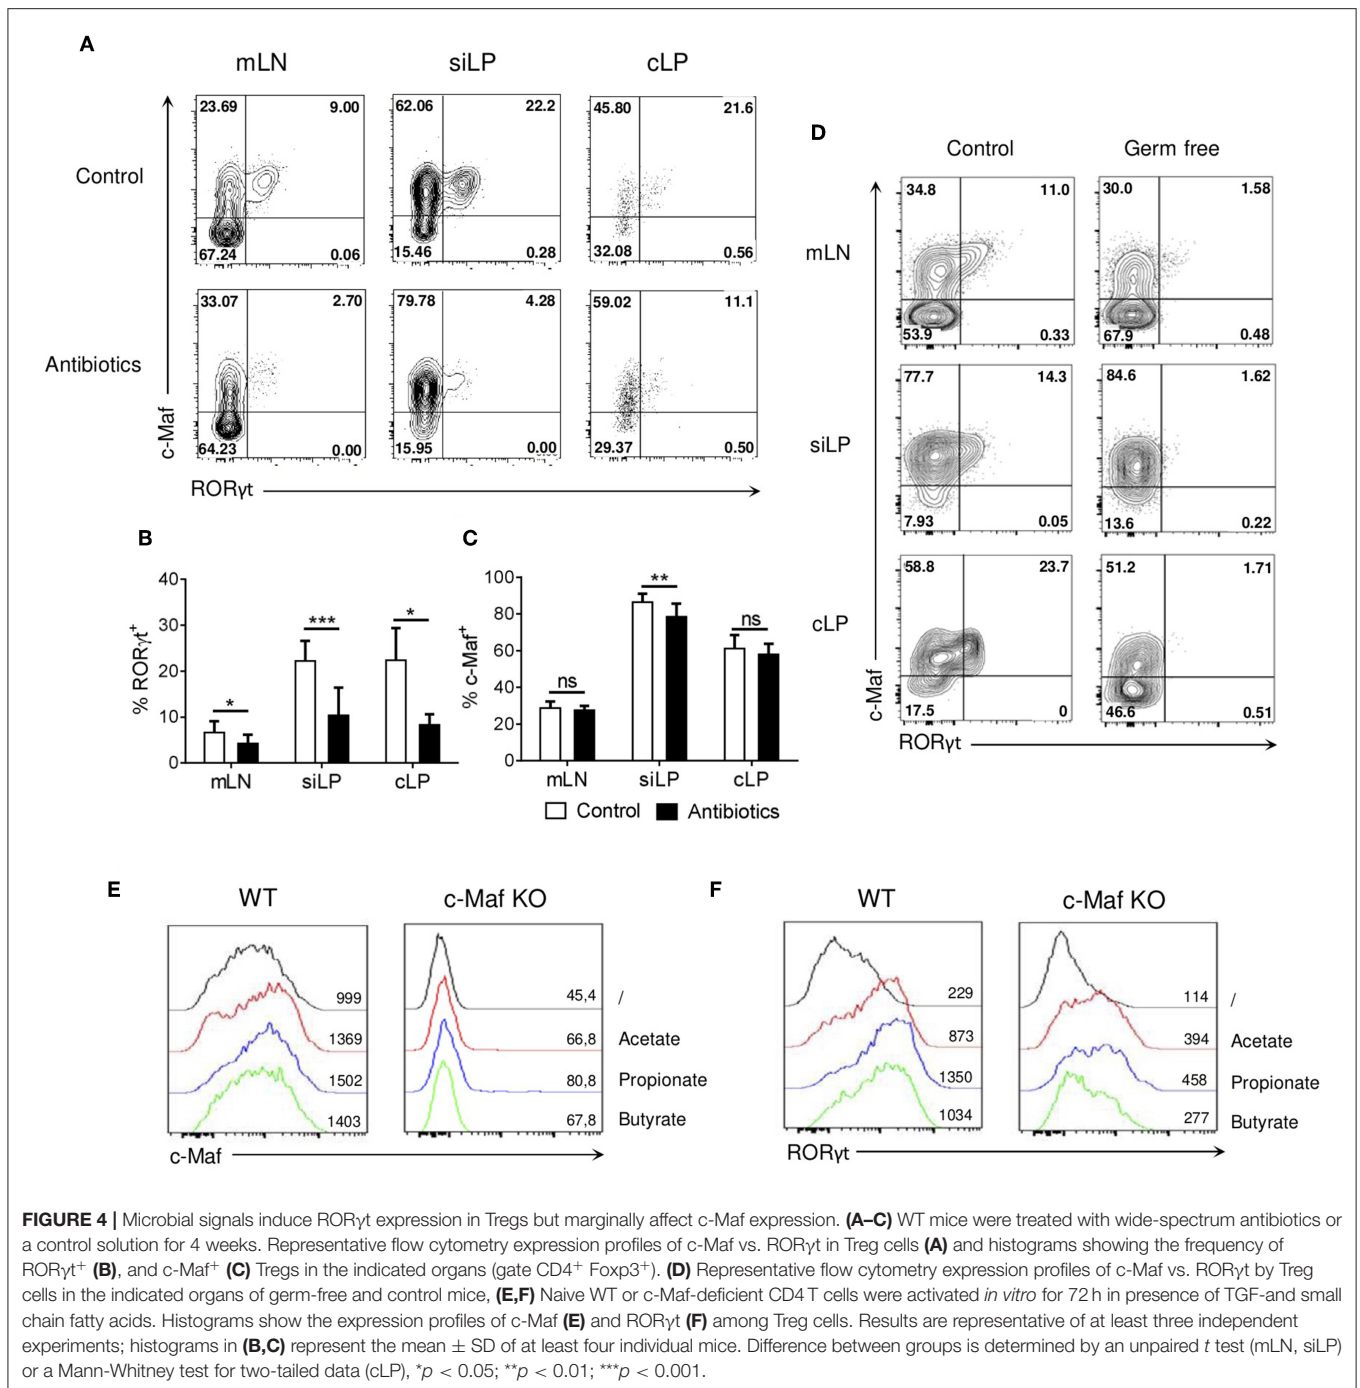 A
mLN siLP cLP
Control
23.69 9.00
67.24 0.06
62.06 22.2
15.46 0.28
45.80 21.6
32.08 0.56
Antibiotics
33.07 2.70
64.23 0.00
79.78 4.28
15.95 0.00
59.02 11.1
29.37 0.50
c-Maf
RORγt
B
% RORγt+
40
30
20
10
0
* *** *
mLN siLP cLP
C
% c-Maf+
100
80
60
40
20
0
ns ** ns
mLN siLP cLP
Control Antibiotics
D
Control Germ free
mLN
34.8 11.0
53.9 0.33
30.0 1.58
67.9 0.48
siLP
77.7 14.3
7.93 0.05
84.6 1.62
13.6 0.22
cLP
58.8 23.7
17.5 0
51.2 1.71
46.6 0.51
c-Maf
RORγt
E
WT c-Maf KO
999 45,4 /
1369 66,8 Acetate
1502 80,8 Propionate
1403 67,8 Butyrate
c-Maf
F
WT c-Maf KO
229 114 /
873 394 Acetate
1350 458 Propionate
1034 277 Butyrate
RORγt
FIGURE 4 | Microbial signals induce RORγt expression in Tregs but marginally affect c-Maf expression. (A–C) WT mice were treated with wide-spectrum antibiotics or
a control solution for 4 weeks. Representative flow cytometry expression profiles of c-Maf vs. RORγt in Treg cells (A) and histograms showing the frequency of
RORγt+ (B), and c-Maf+ (C) Tregs in the indicated organs (gate CD4+ Foxp3+). (D) Representative flow cytometry expression profiles of c-Maf vs. RORγt by Treg
cells in the indicated organs of germ-free and control mice, (E,F) Naive WT or c-Maf-deficient CD4 T cells were activated in vitro for 72 h in presence of TGF-and small
chain fatty acids. Histograms show the expression profiles of c-Maf (E) and RORγt (F) among Treg cells. Results are representative of at least three independent
experiments; histograms in (B,C) represent the mean ± SD of at least four individual mice. Difference between groups is determined by an unpaired t test (mLN, siLP)
or a Mann-Whitney test for two-tailed data (cLP), *p < 0.05; **p < 0.01; ***p < 0.001.